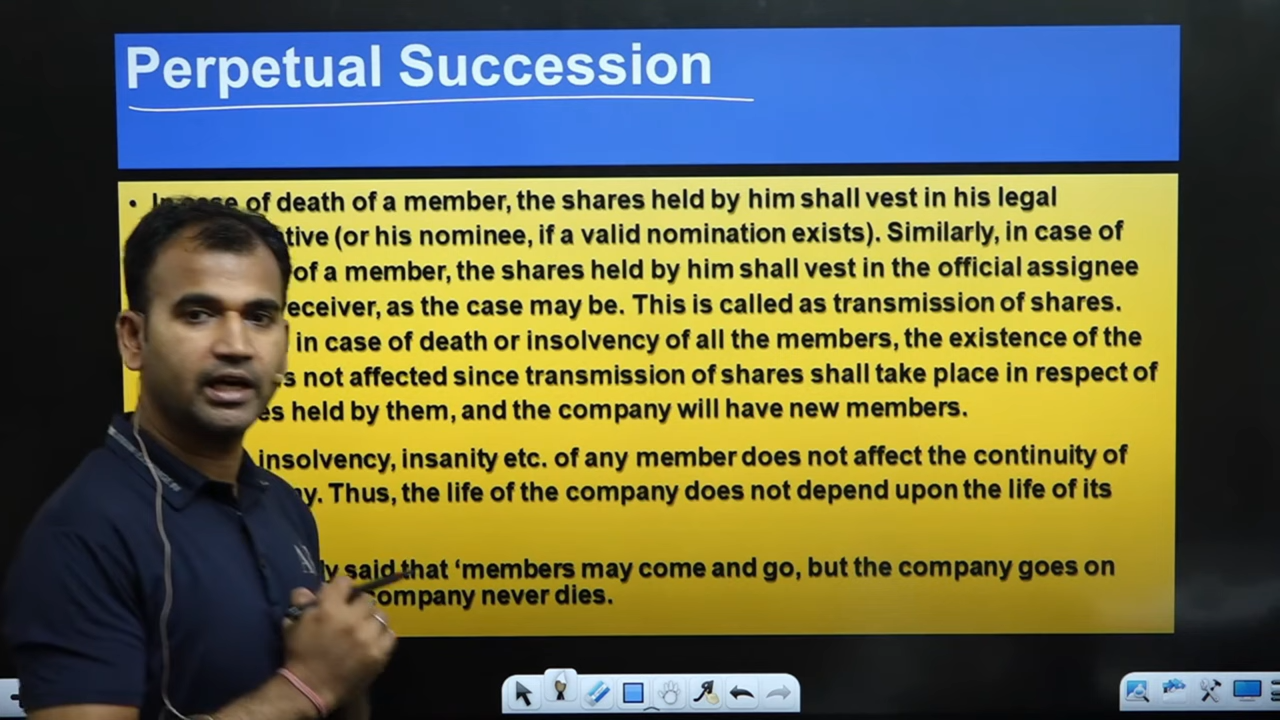 Perpetual Succession
• In case of death of a member, the shares held by him shall vest in his legal
(or his nominee, if a valid nomination exists). Similarly, in case of
of a member, the shares held by him shall vest in the official assignee
as the case may be. This is called as transmission of shares.
in case of death or insolvency of all the members, the existence of the
not affected since transmission of shares shall take place in respect of
held by them, and the company will have new members.
insolvency, insanity etc. of any member does not affect the continuity of
Thus, the life of the company does not depend upon the life of its
said that ‘members may come and go, but the company goes on
company never dies.